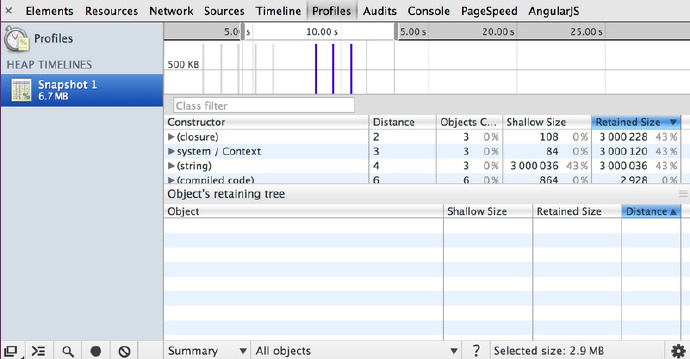 × Elements Resources Network Sources Timeline Profiles Audits Console PageSpeed AngularJS
Profiles
HEAP TIMELINES
Snapshot 1
6.7 MB
5.00 s 10.00 s 5.00 s 20.00 s 25.00 s
500 KB
Class filter
Constructor Distance Objects C... Shallow Size Retained Size ▼
▶(closure) 2 3 0% 108 0% 3 000 228 43%
▶system / Context 3 3 0% 84 0% 3 000 120 43%
▶(string) 4 3 0% 3 000 036 43% 3 000 036 43%
▶(compiled code) 6 6 0% 864 0% 2 928 0%
Object's retaining tree
Object Shallow Size Retained Size Distance▲
Summary ▼ All objects ▼ ? Selected size: 2.9 MB